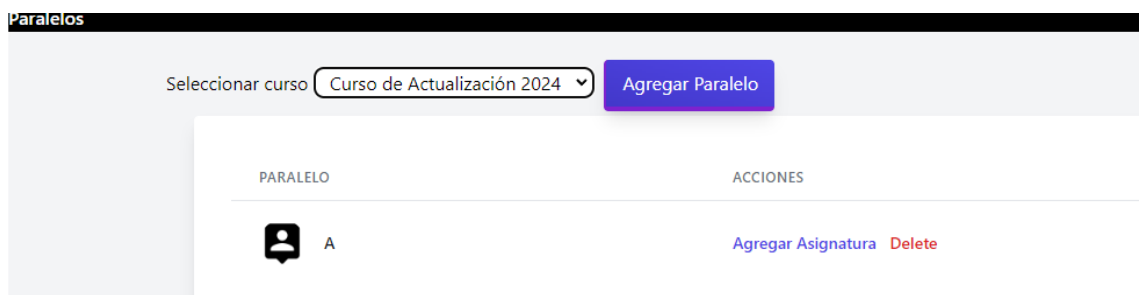 Paralelos
Seleccionar curso Curso de Actualización 2024 Agregar Paralelo
PARALELO ACCIONES
A Agregar Asignatura Delete